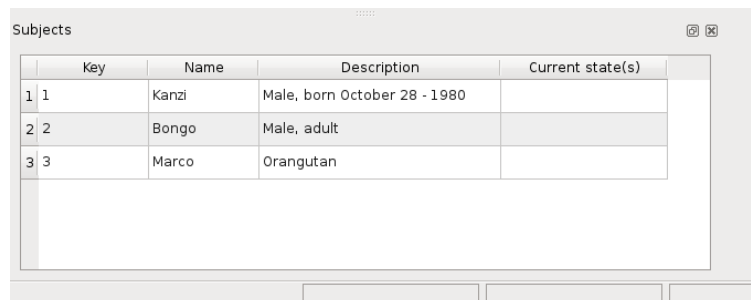 Subjects
Key Name Description Current state(s)
1 1 Kanzi Male, born October 28 - 1980
2 2 Bongo Male, adult
3 3 Marco Orangutan